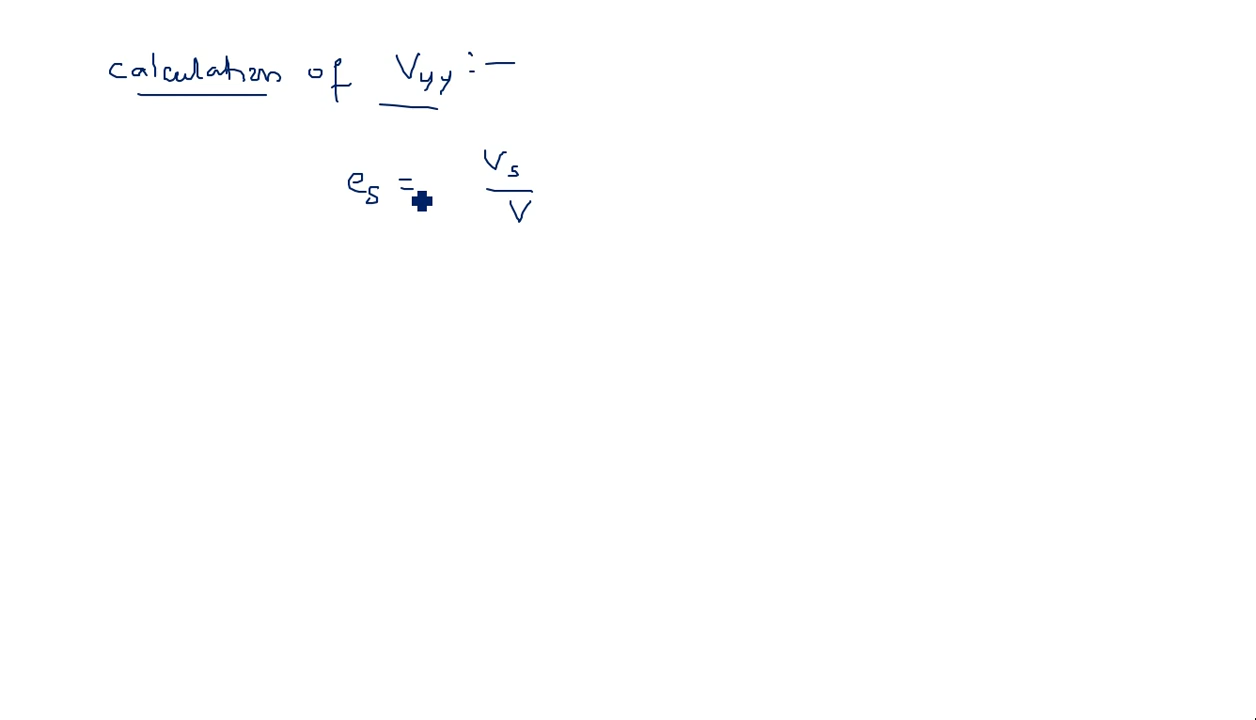 calculation of Vyy :-
es = Vs / V